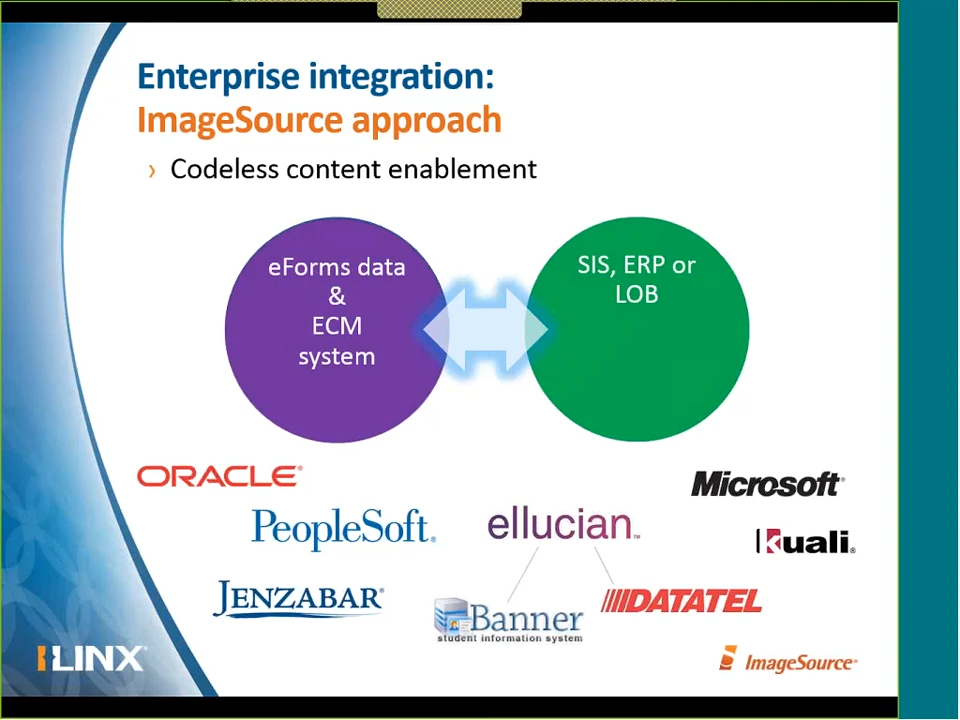 Enterprise integration:
ImageSource approach
› Codeless content enablement
eForms data
&
ECM
system
SIS, ERP or
LOB
ORACLE®
Microsoft®
PeopleSoft®
ellucian™
kuali®
JENZABAR®
Banner
student information system
DATATEL
ILINX®
ImageSource®